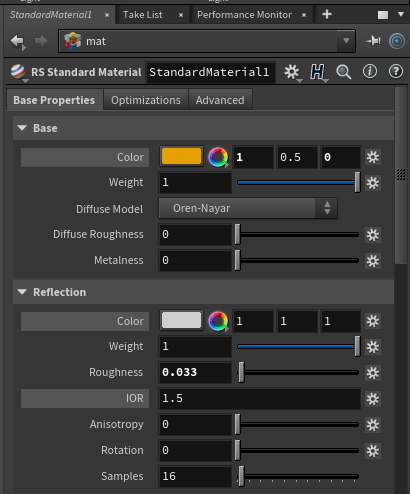 StandardMaterial1 × Take List × Performance Monitor × +
mat
RS Standard Material StandardMaterial1
Base Properties Optimizations Advanced
Base
Color 1 0.5 0
Weight 1
Diffuse Model Oren-Nayar
Diffuse Roughness 0
Metalness 0
Reflection
Color 1 1 1
Weight 1
Roughness 0.033
IOR 1.5
Anisotropy 0
Rotation 0
Samples 16